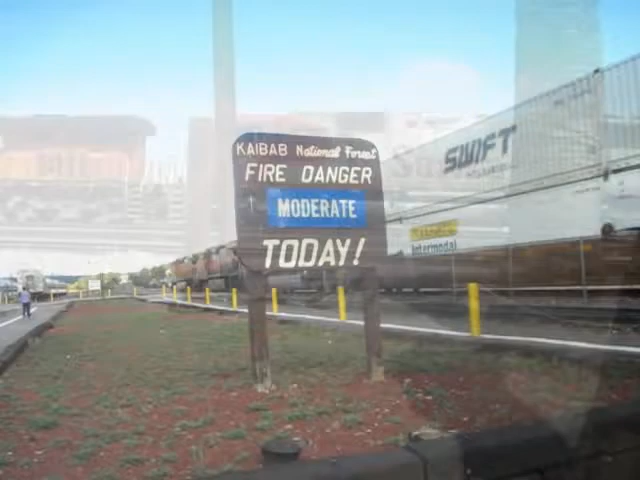 KAIBAB National Forest
FIRE DANGER
MODERATE
TODAY!
SWIFT
Intermodal